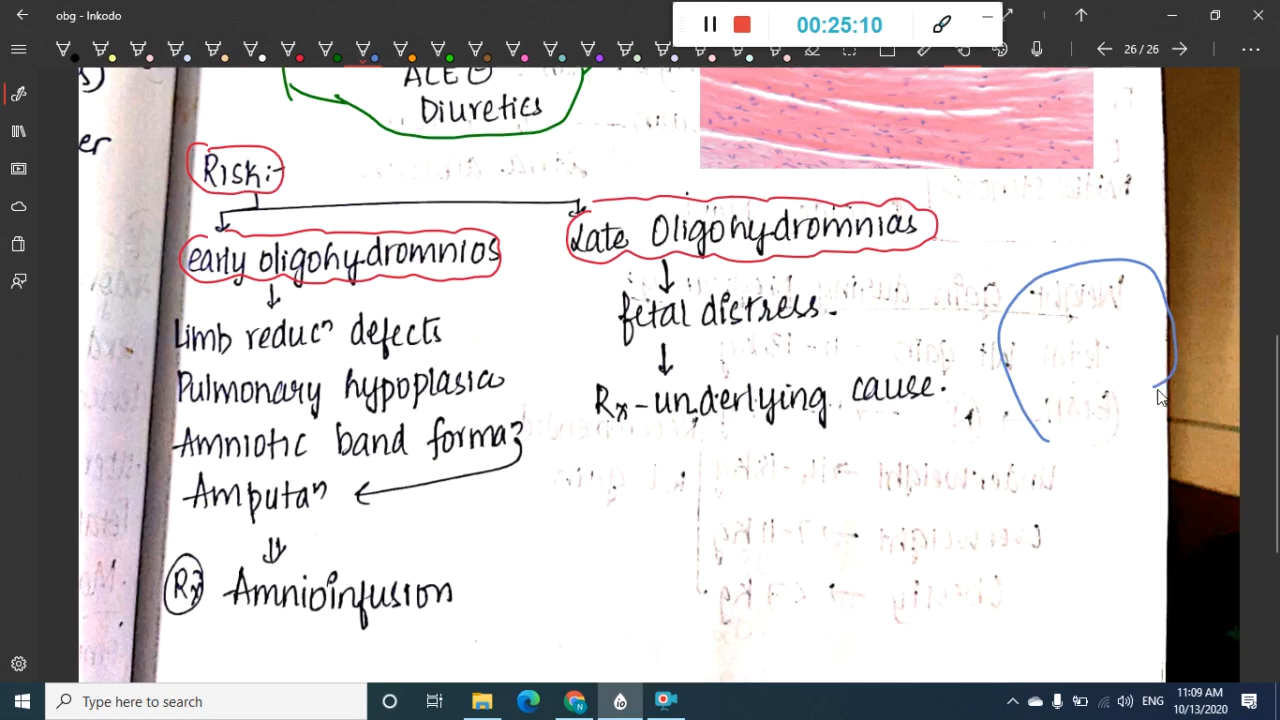 obg - Inkodo
00:25:10
26/26
er
ACE ⊖
Diuretics
Risk:-
early oligohydromnios
Late Oligohydromnias
Limb reducⁿ defects
Pulmonary hypoplasia
Amniotic band forma
Amputaⁿ
Rx Amnioinfusion
fetal distress.
Rx - underlying cause.
Type here to search
ENG
11:09 AM
10/13/2020